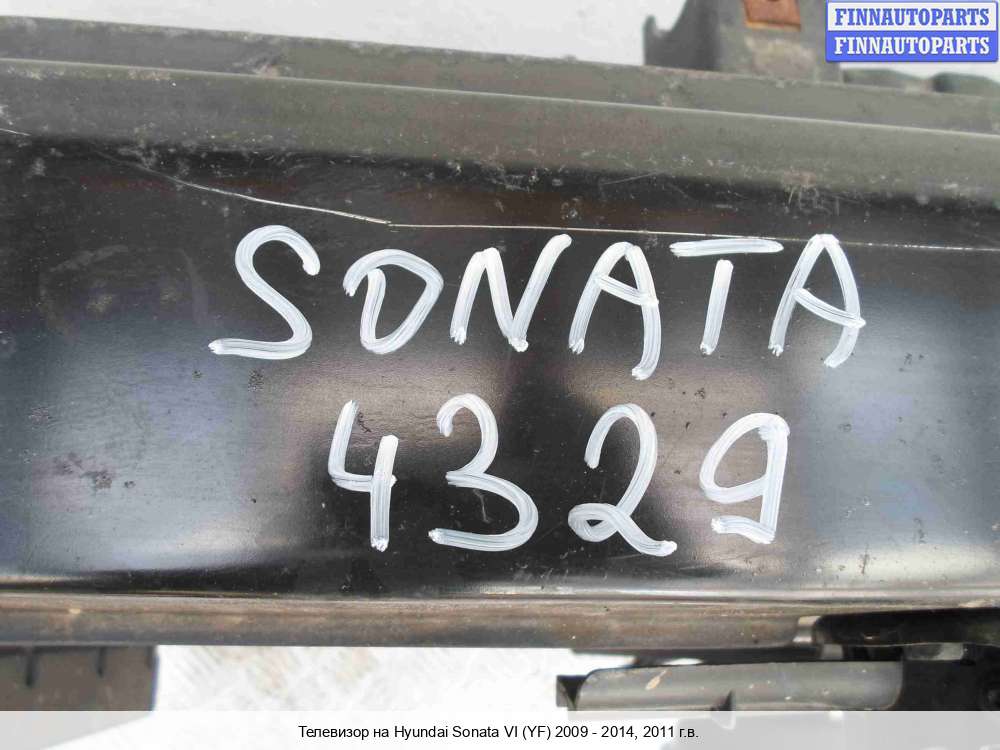 FINNAUTOPARTS
FINNAUTOPARTS
SONATA
4329
Телевизор на Hyundai Sonata VI (YF) 2009 - 2014, 2011 г.в.